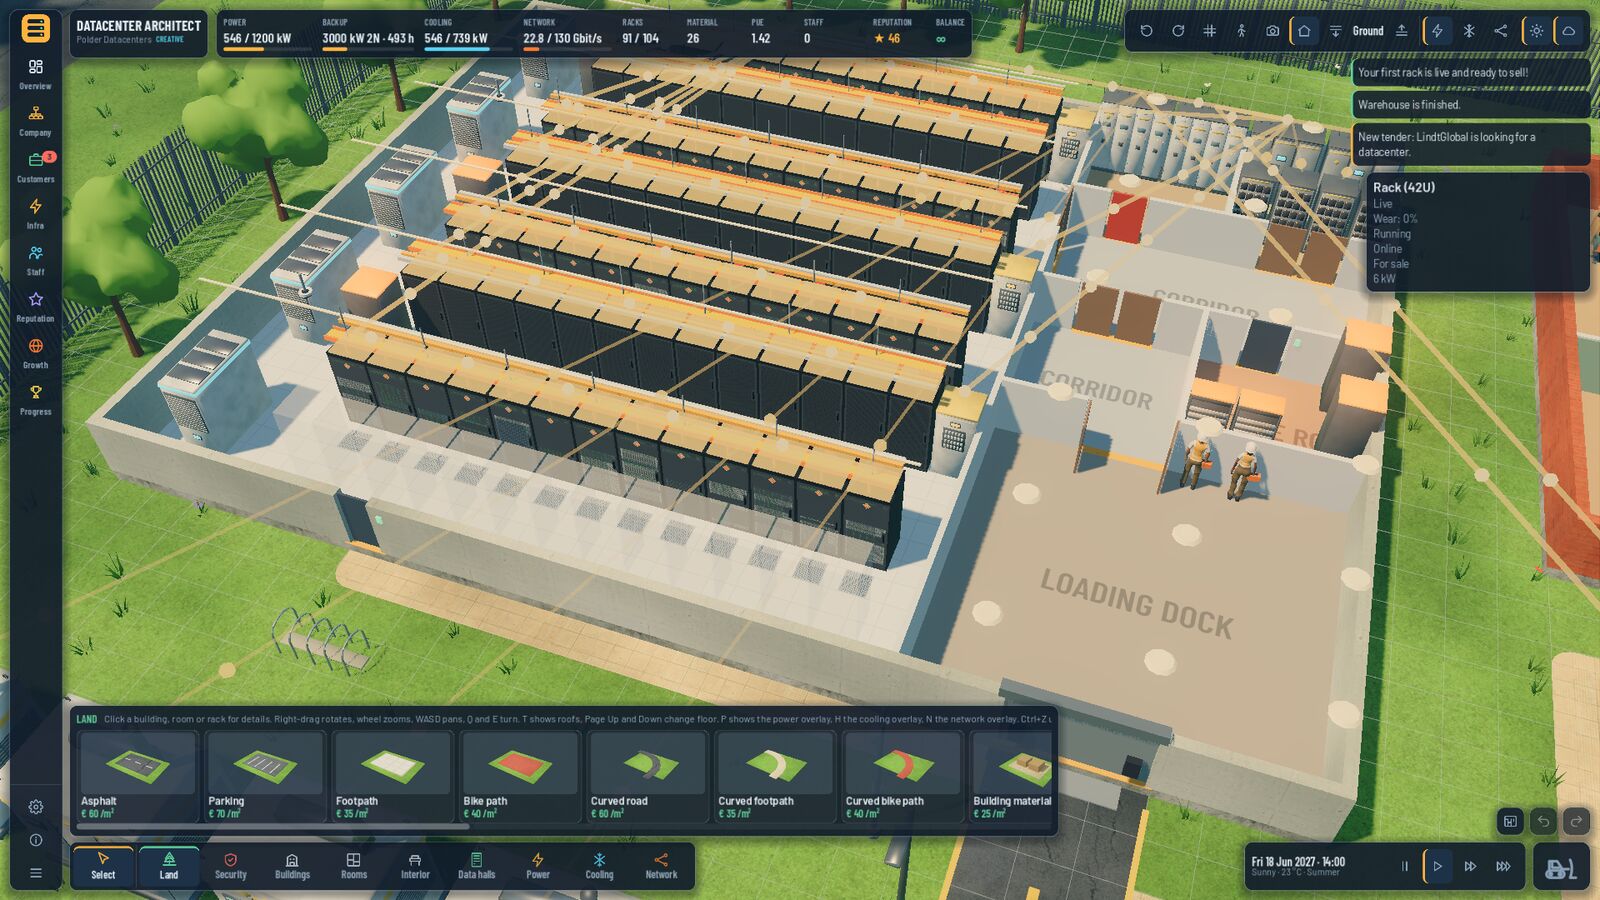 DATACENTER ARCHITECT
Polder Datacenters CREATIVE
POWER
546 / 1200 kW
BACKUP
3000 kW 2N · 493 h
COOLING
546 / 739 kW
NETWORK
22.8 / 130 Gbit/s
RACKS
91 / 104
MATERIAL
26
PUE
1.42
STAFF
0
REPUTATION
★ 46
BALANCE
∞
Ground
Overview
Company
3
Customers
Infra
Staff
Reputation
Growth
Progress
Your first rack is live and ready to sell!
Warehouse is finished.
New tender: LindtGlobal is looking for a
datacenter.
Rack (42U)
Live
Wear: 0%
Running
Online
For sale
6 kW
CORRIDOR
CORRIDOR
LOADING DOCK
LAND Click a building, room or rack for details. Right-drag rotates, wheel zooms, WASD pans, Q and E turn. T shows roofs, Page Up and Down change floor. P shows the power overlay, H the cooling overlay, N the network overlay. Ctrl+Z
Asphalt
€ 60 /m²
Parking
€ 70 /m²
Footpath
€ 35 /m²
Bike path
€ 40 /m²
Curved road
€ 60 /m²
Curved footpath
€ 35 /m²
Curved bike path
€ 40 /m²
Building material
€ 25 /m²
Select
Land
Security
Buildings
Rooms
Interior
Data halls
Power
Cooling
Network
Fri 18 Jun 2027 · 14:00
Sunny · 23 °C · Summer